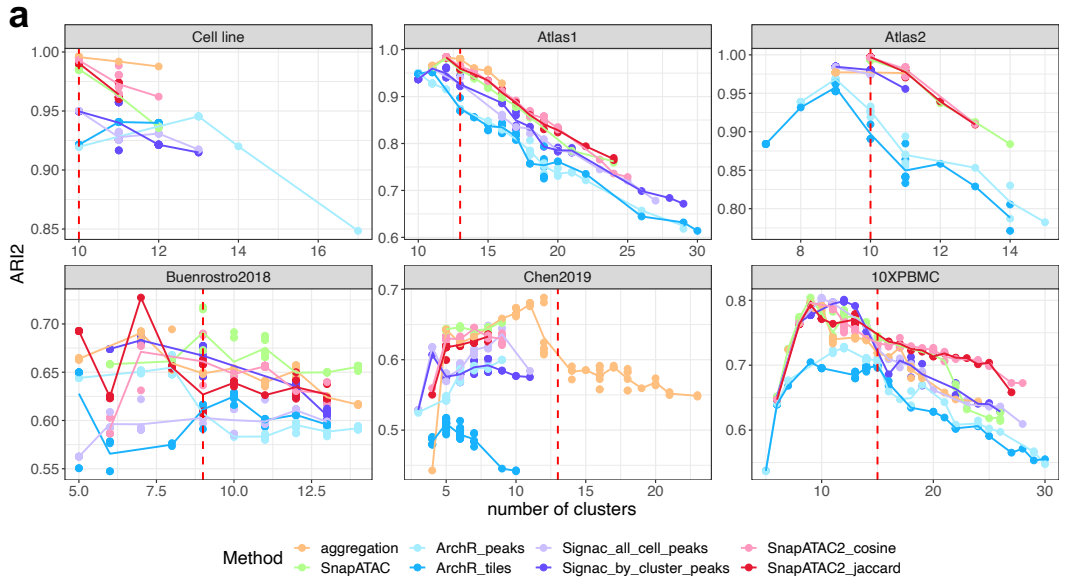 a
Cell line
Atlas1
Atlas2
1.00
0.95
0.90
0.85
10
12
14
16
1.0
0.9
0.8
0.7
0.6
10
15
20
25
30
1.00
0.95
0.90
0.85
0.80
8
10
12
14
ARI2
Buenrostro2018
Chen2019
10XPBMC
0.70
0.65
0.60
0.55
5.0
7.5
10.0
12.5
0.7
0.6
0.5
5
10
15
20
0.8
0.7
0.6
10
20
30
number of clusters
Method
aggregation
ArchR_peaks
Signac_all_cell_peaks
SnapATAC2_cosine
SnapATAC
ArchR_tiles
Signac_by_cluster_peaks
SnapATAC2_jaccard